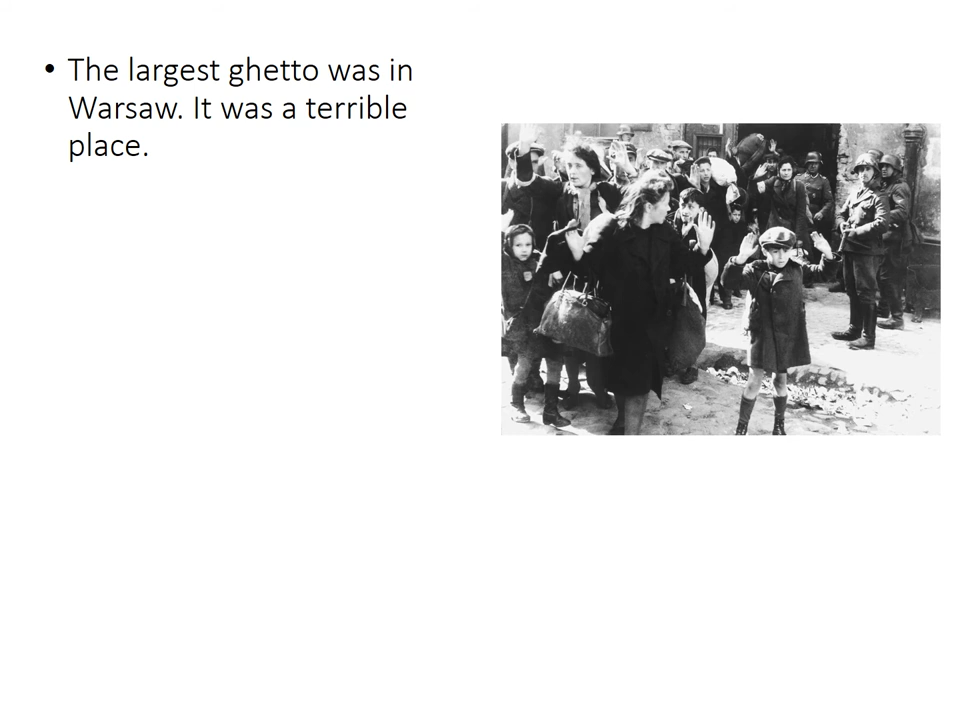 • The largest ghetto was in
Warsaw. It was a terrible
place.